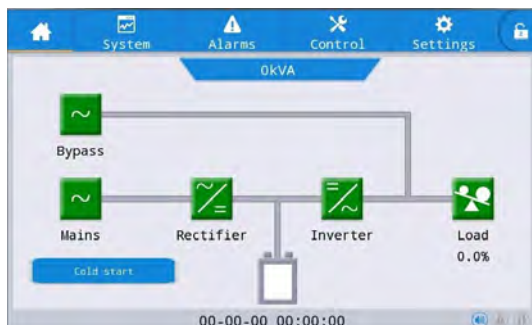 System Alarms Control Settings
0kVA
Bypass
Mains Rectifier Inverter Load
0.0%
Cold start
00-00-00 00:00:00